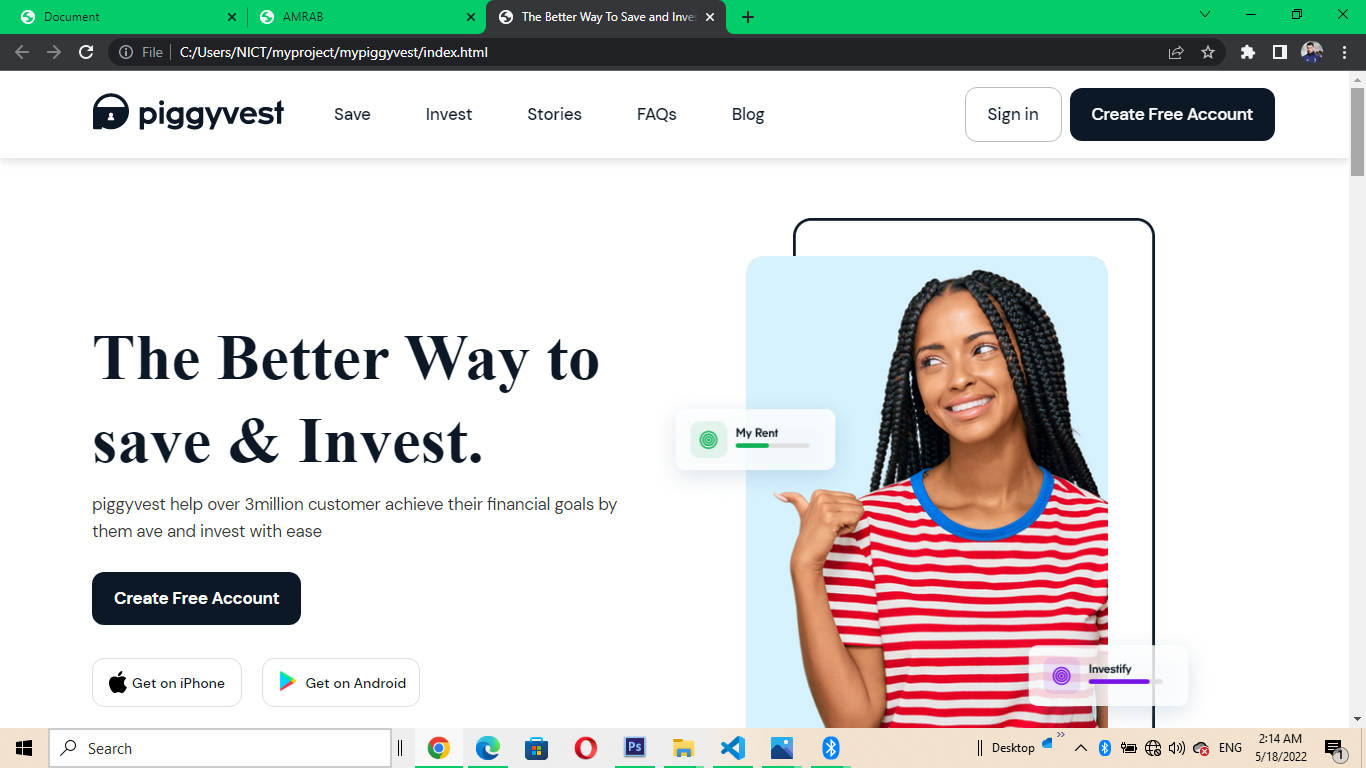 Document
AMRAB
The Better Way To Save and Inves
File
C:/Users/NICT/myproject/mypiggyvest/index.html
piggyvest
Save
Invest
Stories
FAQs
Blog
Sign in
Create Free Account
The Better Way to
save & Invest.
piggyvest help over 3million customer achieve their financial goals by
them ave and invest with ease
Create Free Account
Get on iPhone
Get on Android
My Rent
Investify
Search
Ps
Desktop
ENG
2:14 AM
5/18/2022
1